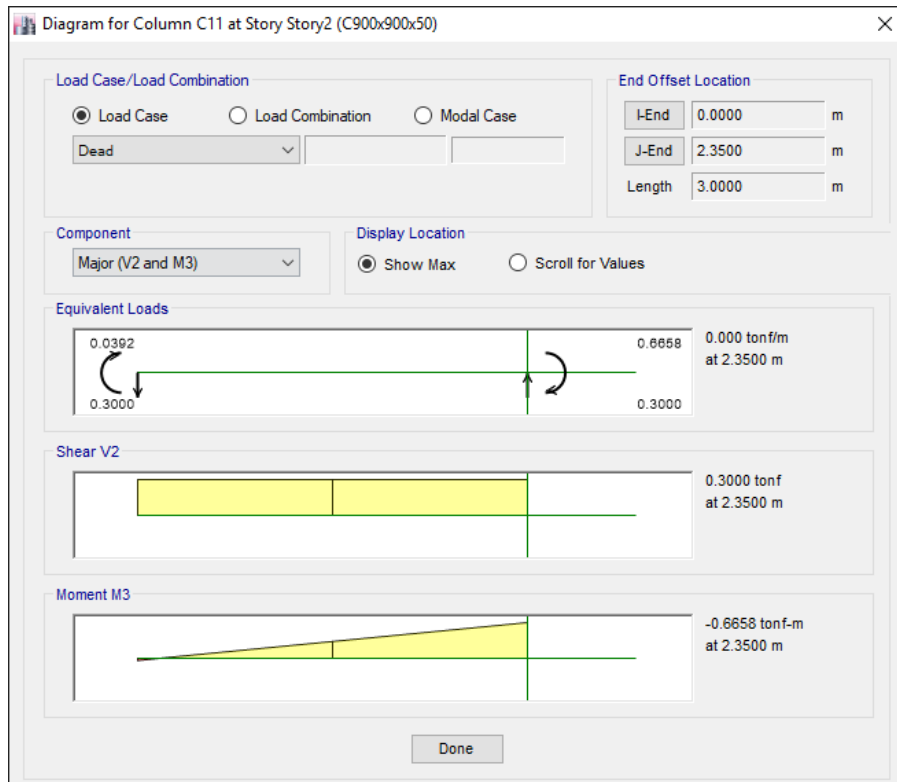 Diagram for Column C11 at Story Story2 (C900x900x50)
Load Case/Load Combination
Load Case Load Combination Modal Case
Dead
End Offset Location
I-End 0.0000 m
J-End 2.3500 m
Length 3.0000 m
Component
Major (V2 and M3)
Display Location
Show Max Scroll for Values
Equivalent Loads
0.0392 0.6658
0.3000 0.3000
0.000 tonf/m
at 2.3500 m
Shear V2
0.3000 tonf
at 2.3500 m
Moment M3
-0.6658 tonf-m
at 2.3500 m
Done